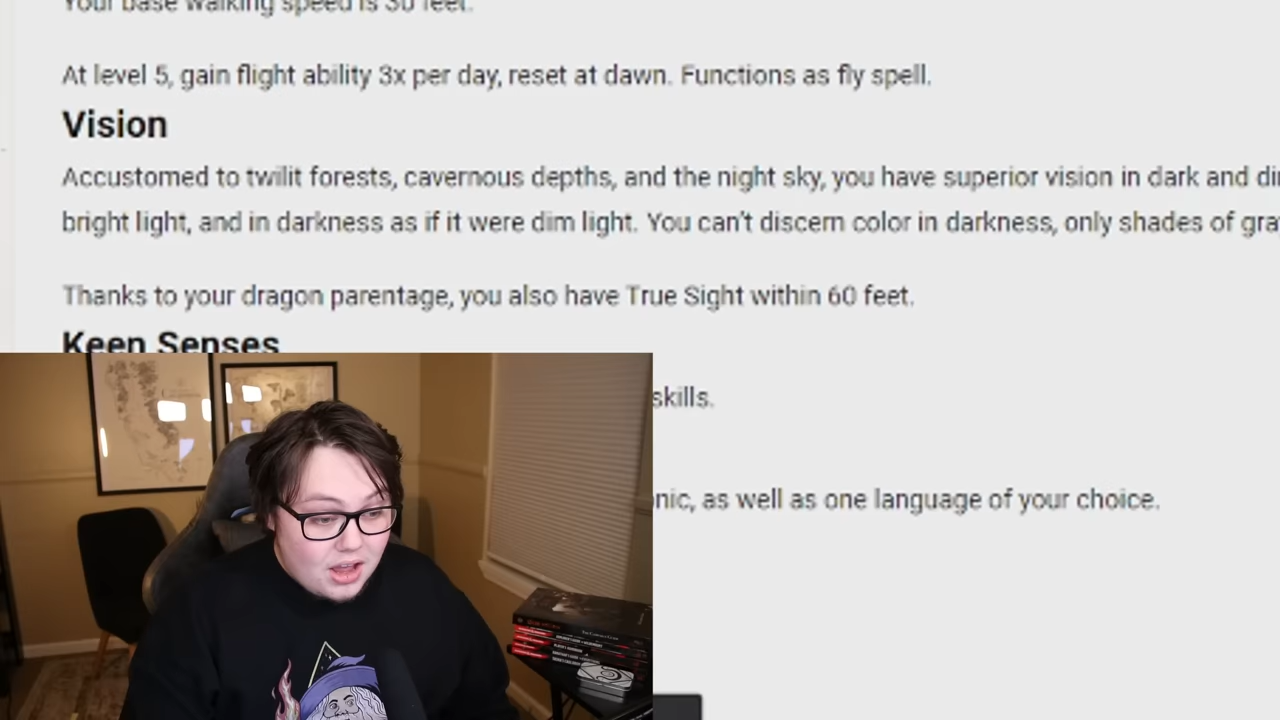 Your base walking speed is 30 feet.
At level 5, gain flight ability 3x per day, reset at dawn. Functions as fly spell.
Vision
Accustomed to twilit forests, cavernous depths, and the night sky, you have superior vision in dark and di
bright light, and in darkness as if it were dim light. You can't discern color in darkness, only shades of gra
Thanks to your dragon parentage, you also have True Sight within 60 feet.
Keen Senses
skills.
nic, as well as one language of your choice.